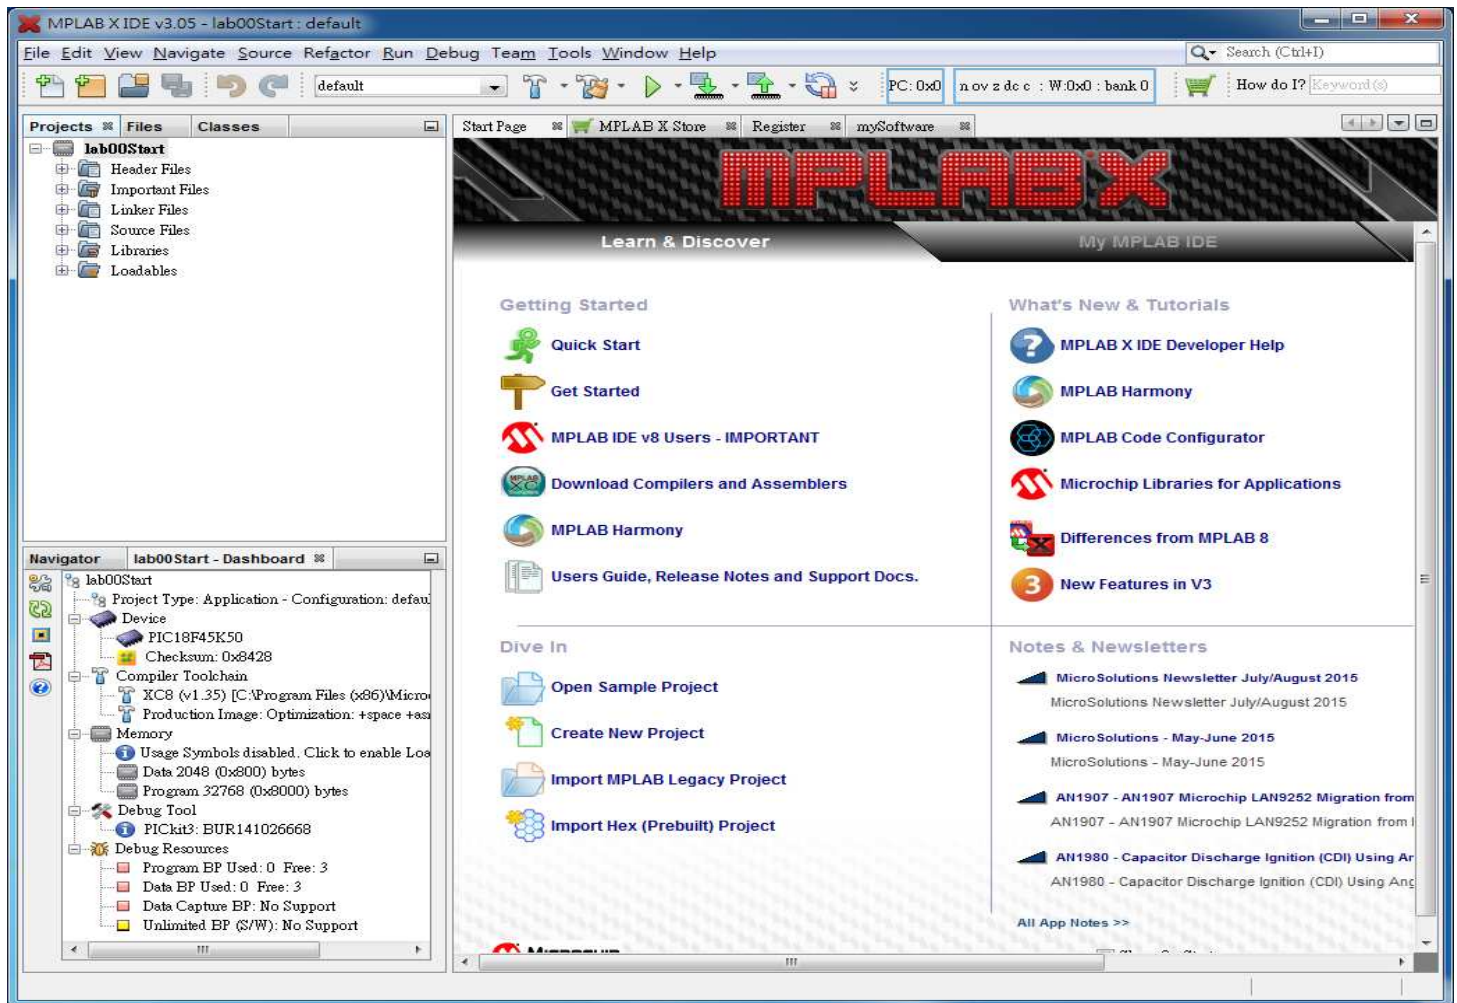 MPLAB X IDE v3.05 - lab00Start : default
File Edit View Navigate Source Refactor Run Debug Team Tools Window Help
Search (Ctrl+I)
default
PC: 0x0
n ov z dc c : W:0x0 : bank 0
How do I? Keyword(s)
Projects Files Classes
Start Page MPLAB X Store Register mySoftware
lab00Start
Header Files
Important Files
Linker Files
Source Files
Libraries
Loadables
MPLABX
Learn & Discover
My MPLAB IDE
Getting Started
Quick Start
Get Started
MPLAB IDE v8 Users - IMPORTANT
Download Compilers and Assemblers
MPLAB Harmony
Users Guide, Release Notes and Support Docs.
What's New & Tutorials
MPLAB X IDE Developer Help
MPLAB Harmony
MPLAB Code Configurator
Microchip Libraries for Applications
Differences from MPLAB 8
3 New Features in V3
Dive In
Open Sample Project
Create New Project
Import MPLAB Legacy Project
Import Hex (Prebuilt) Project
Notes & Newsletters
MicroSolutions Newsletter July/August 2015
MicroSolutions Newsletter July/August 2015
MicroSolutions - May-June 2015
MicroSolutions - May-June 2015
AN1907 - AN1907 Microchip LAN9252 Migration from
AN1907 - AN1907 Microchip LAN9252 Migration from
AN1980 - Capacitor Discharge Ignition (CDI) Using Ar
AN1980 - Capacitor Discharge Ignition (CDI) Using Ang
All App Notes >>
Navigator lab00Start - Dashboard
lab00Start
Project Type: Application - Configuration: defau
Device
PIC18F45K50
Checksum: 0x8428
Compiler Toolchain
XC8 (v1.35) [C:\Program Files (x86)\Micro
Production Image: Optimization: +space +asm
Memory
Usage Symbols disabled. Click to enable Loa
Data 2048 (0x800) bytes
Program 32768 (0x8000) bytes
Debug Tool
PICkit3: BUR141026668
Debug Resources
Program BP Used: 0 Free: 3
Data BP Used: 0 Free: 3
Data Capture BP: No Support
Unlimited BP (S/W): No Support